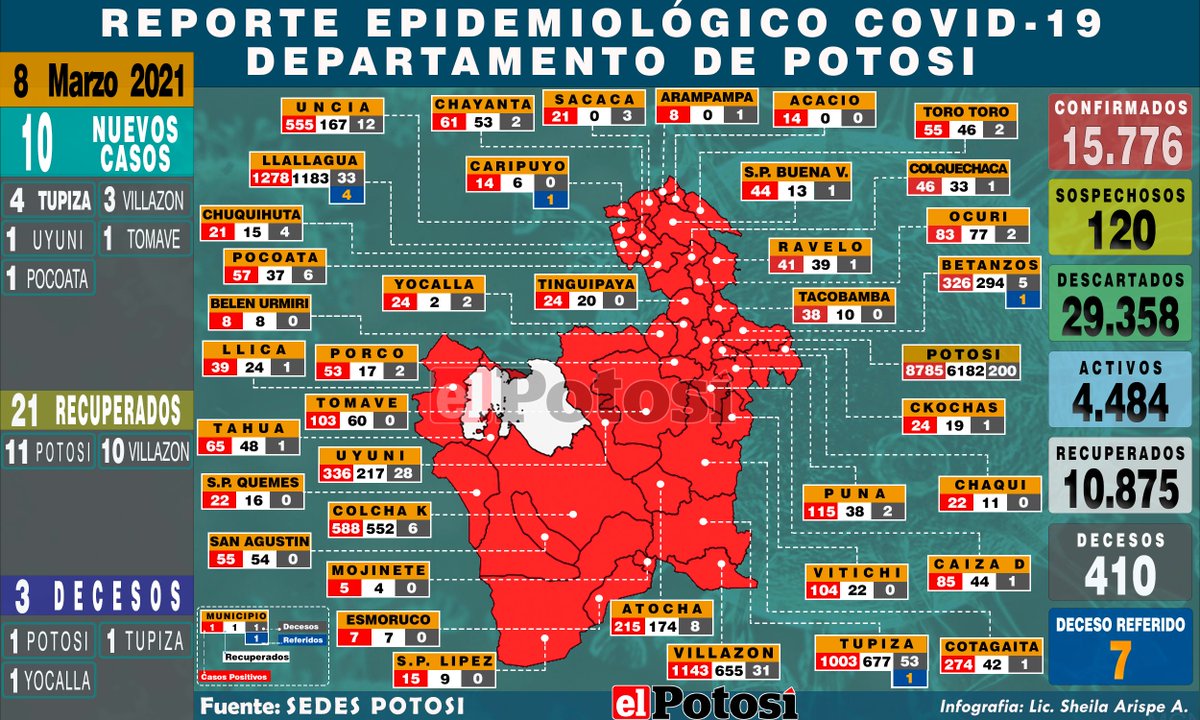 REPORTE EPIDEMIOLÓGICO COVID-19
DEPARTAMENTO DE POTOSI
8 Marzo 2021
10 NUEVOS CASOS
4 TUPIZA 3 VILLAZON
1 UYUNI 1 TOMAVE
1 POCOATA
21 RECUPERADOS
11 POTOSI 10 VILLAZON
3 DECESOS
1 POTOSI 1 TUPIZA
1 YOCALLA
UNCIA
555 167 12
CHAYANTA
61 53 2
SACACA
21 0 3
ARAMPAMPA
8 0 1
ACACIO
14 0 0
TORO TORO
55 46 2
LLALLAGUA
1278 1183 33
4
CARIPUYO
14 6 0
1
S.P. BUENA V.
44 13 1
COLQUECHACA
46 33 1
CHUQUIHUTA
21 15 4
OCURI
83 77 2
POCOATA
57 37 6
RAVELO
41 39 1
YOCALLA
24 2 2
TINGUIPAYA
24 20 0
BETANZOS
326 294 5
1
BELEN URMIRI
8 8 0
TACOBAMBA
38 10 0
LLICA
39 24 1
PORCO
53 17 2
POTOSI
8785 6182 200
el Potosí
TOMAVE
103 60 0
CKOCHAS
24 19 1
TAHUA
65 48 1
UYUNI
336 217 28
S.P. QUEMES
22 16 0
PUNA
115 38 2
CHAQUI
22 11 0
COLCHA K
588 552 6
SAN AGUSTIN
55 54 0
MOJINETE
5 4 0
VITICHI
104 22 0
CAIZA D
85 44 1
ESMORUCO
7 7 0
ATOCHA
215 174 8
S.P. LIPEZ
15 9 0
VILLAZON
1143 655 31
TUPIZA
1003 677 53
1
COTAGAITA
274 42 1
MUNICIPIO
1 1 1 Decesos
1 Referidos
Recuperados
Casos Positivos
CONFIRMADOS
15.776
SOSPECHOSOS
120
DESCARTADOS
29.358
ACTIVOS
4.484
RECUPERADOS
10.875
DECESOS
410
DECESO REFERIDO
7
Fuente: SEDES POTOSI
el Potosí
Infografia: Lic. Sheila Arispe A.